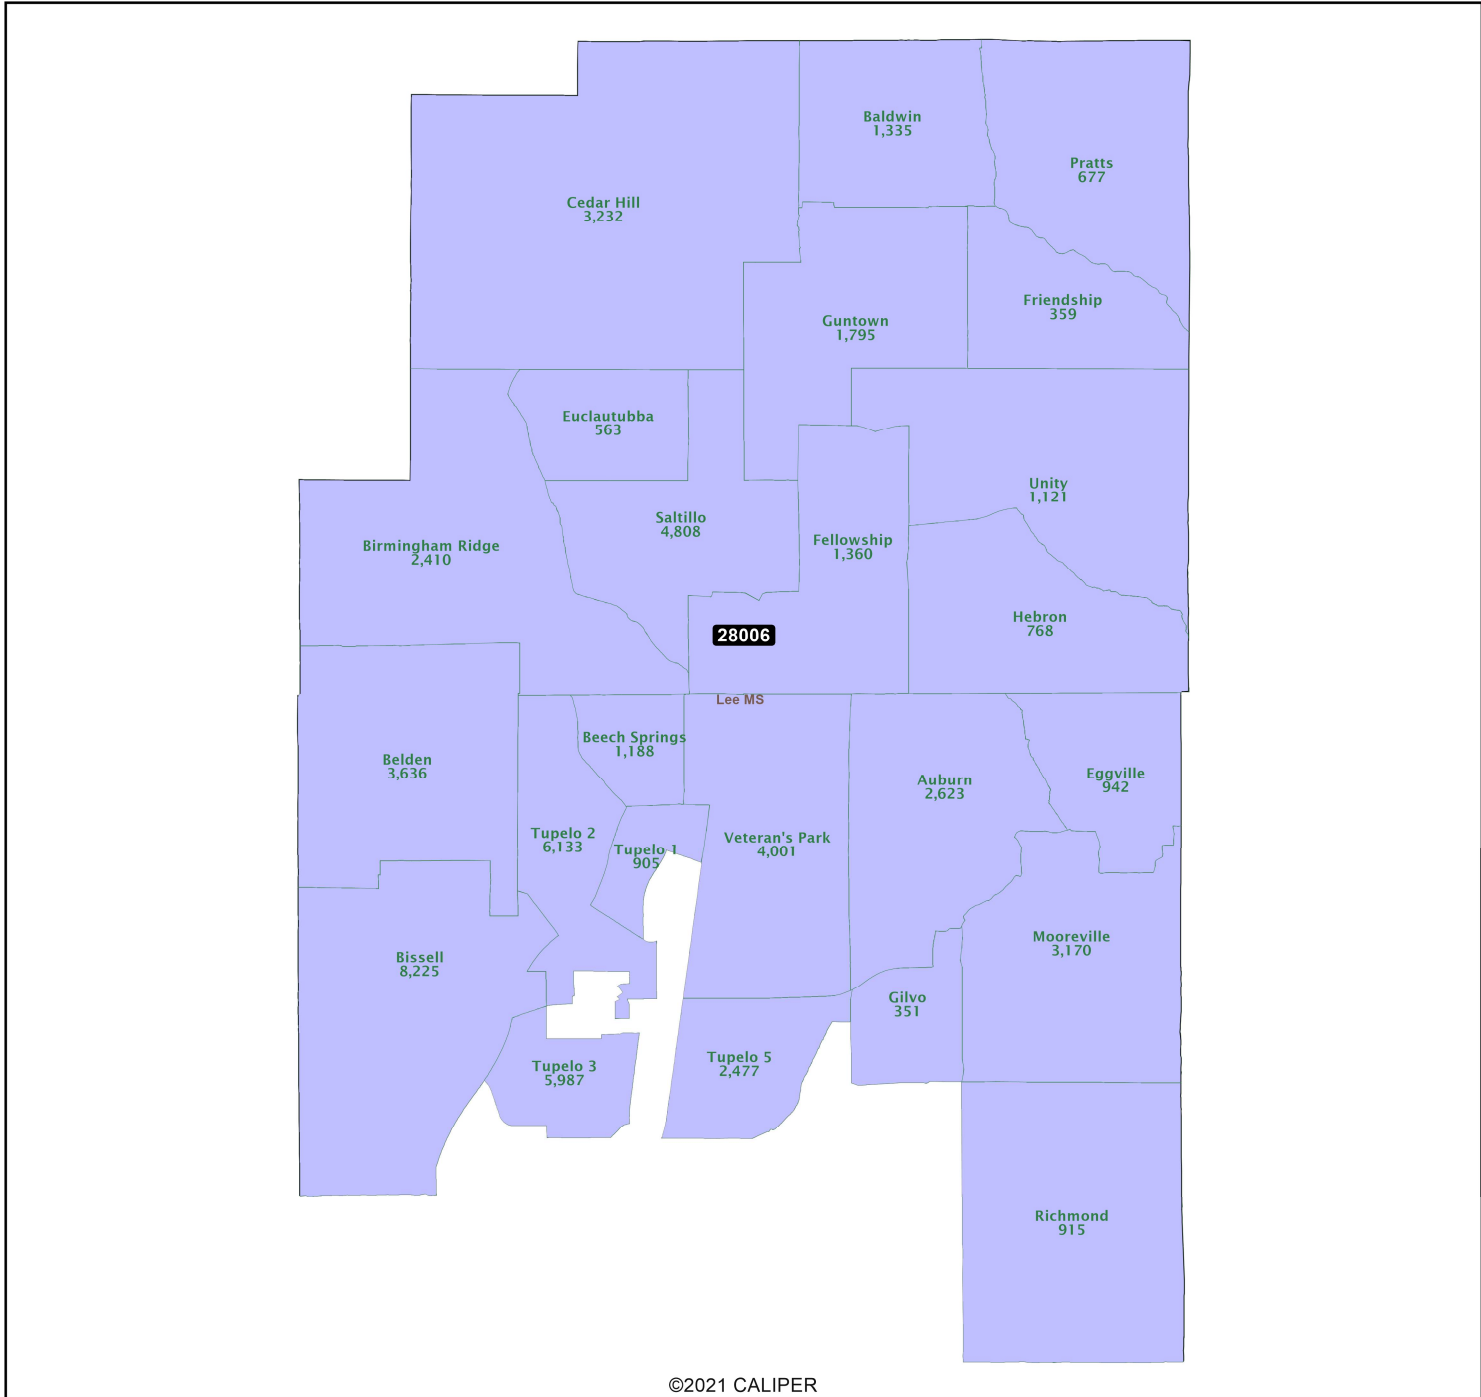 Baldwin
1,335
Pratts
677
Cedar Hill
3,232
Friendship
359
Guntown
1,795
Euclautubba
563
Unity
1,121
Saltillo
4,808
Fellowship
1,360
Birmingham Ridge
2,410
Hebron
768
28006
Lee MS
Beech Springs
1,188
Belden
3,636
Auburn
2,623
Eggville
942
Tupelo 2
6,133
Tupelo 1
905
Veteran's Park
4,001
Mooreville
3,170
Bissell
8,225
Gilvo
351
Tupelo 5
2,477
Tupelo 3
5,987
Richmond
915
©2021 CALIPER